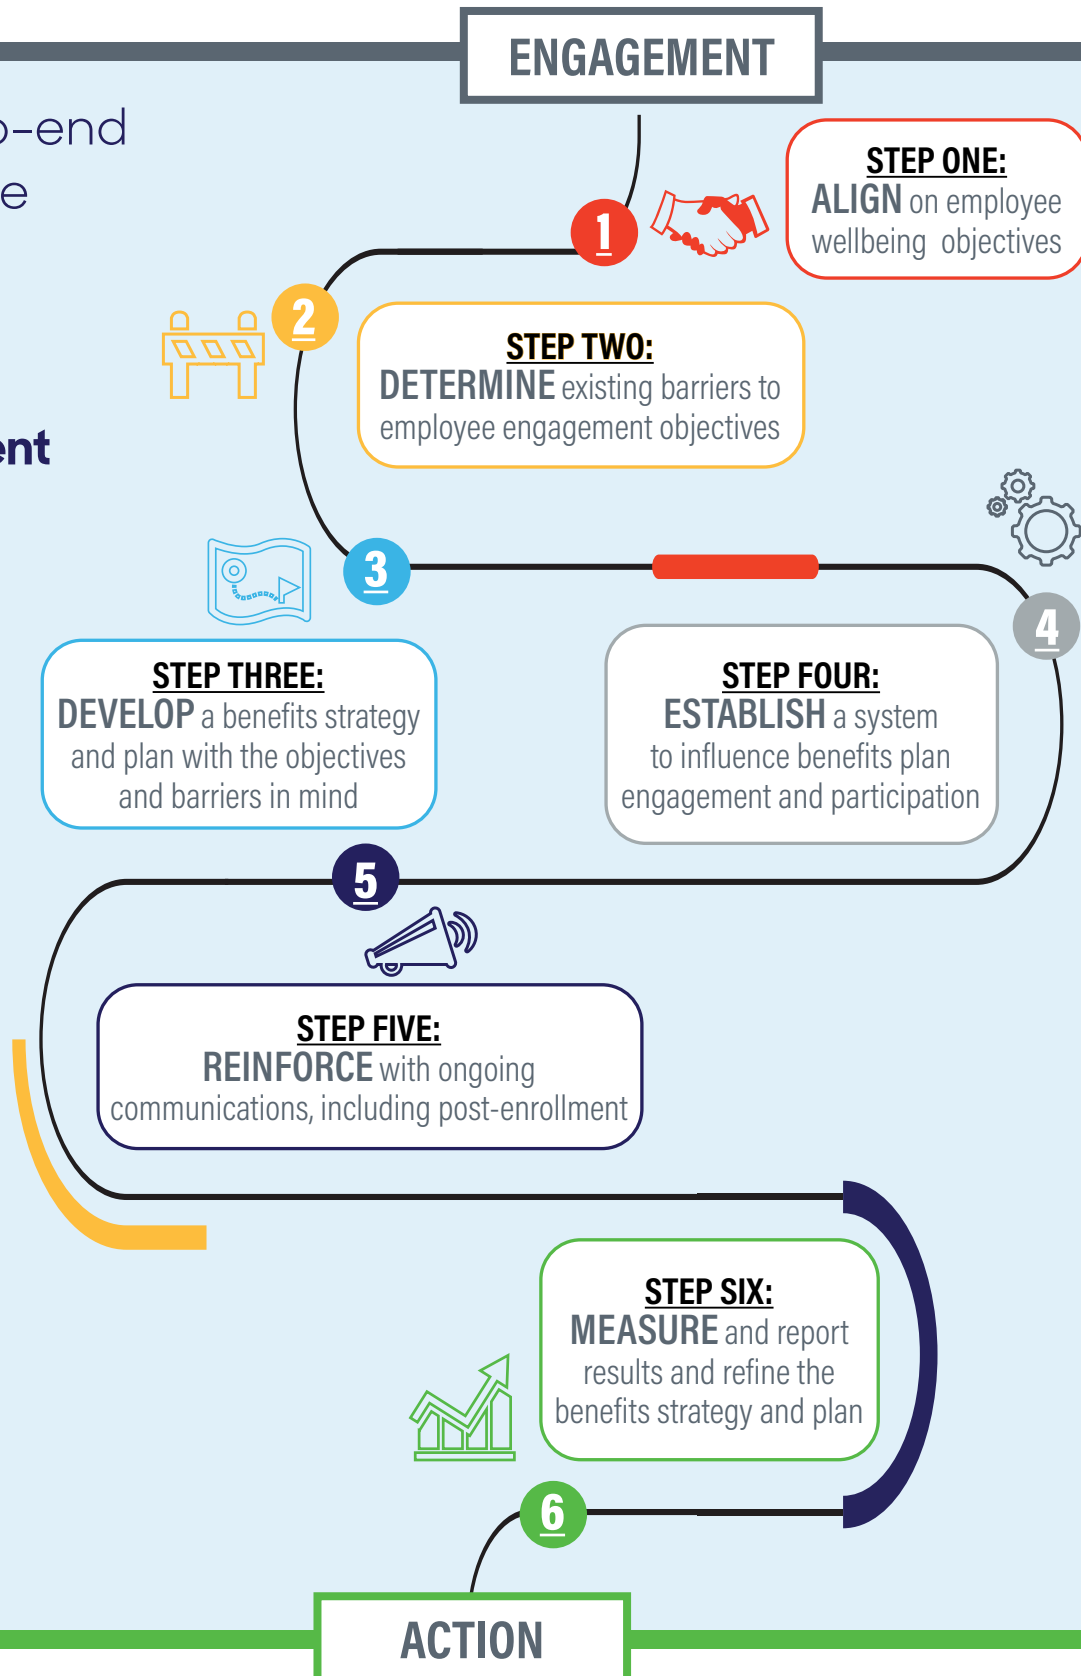 ENGAGEMENT
-end
STEP ONE:
ALIGN on employee
wellbeing objectives
1
2
STEP TWO:
DETERMINE existing barriers to
employee engagement objectives
3
4
STEP THREE:
DEVELOP a benefits strategy
and plan with the objectives
and barriers in mind
STEP FOUR:
ESTABLISH a system
to influence benefits plan
engagement and participation
5
STEP FIVE:
REINFORCE with ongoing
communications, including post-enrollment
STEP SIX:
MEASURE and report
results and refine the
benefits strategy and plan
6
ACTION